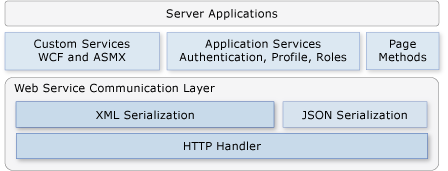 Server Applications
Custom Services
WCF and ASMX
Application Services
Authentication, Profile, Roles
Page
Methods
Web Service Communication Layer
XML Serialization
JSON Serialization
HTTP Handler